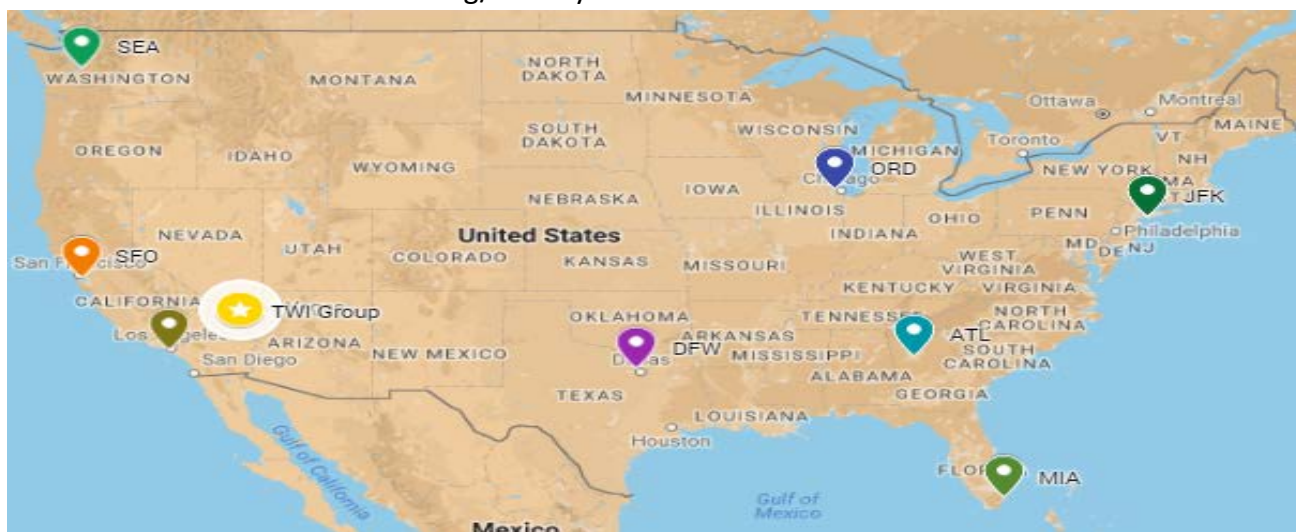 SEA
WASHINGTON
MONTANA
NORTH
DAKOTA
MINNESOTA
Ottawa
Montreal
MAINE
OREGON
IDAHO
SOUTH
DAKOTA
WISCONSIN
MICHIGAN
Toronto
VT
NH
WYOMING
ORD
NEW YORK
MA
JFK
NEBRASKA
IOWA
ILLINOIS
OHIO
PENN
Philadelphia
NEVADA
UTAH
COLORADO
United States
KANSAS
MISSOURI
INDIANA
MD
DE
NJ
WEST
VIRGINIA
SFO
KENTUCKY
VIRGINIA
CALIFORNIA
TWI Group
OKLAHOMA
TENNESSEE
NORTH
CAROLINA
ARIZONA
NEW MEXICO
DFW
ARKANSAS
MISSISSIPPI
ATL
SOUTH
CAROLINA
San Diego
ALABAMA
TEXAS
GEORGIA
LOUISIANA
Houston
MIA
Gulf of California
Gulf of
Mexico
Mexico